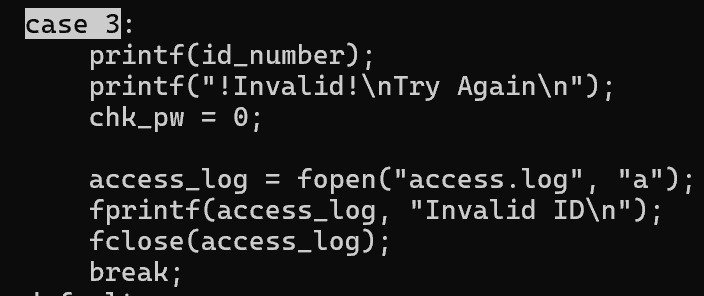 case 3:
printf(id_number);
printf("!Invalid!\nTry Again\n");
chk_pw = 0;
access_log = fopen("access.log", "a");
fprintf(access_log, "Invalid ID\n");
fclose(access_log);
break;